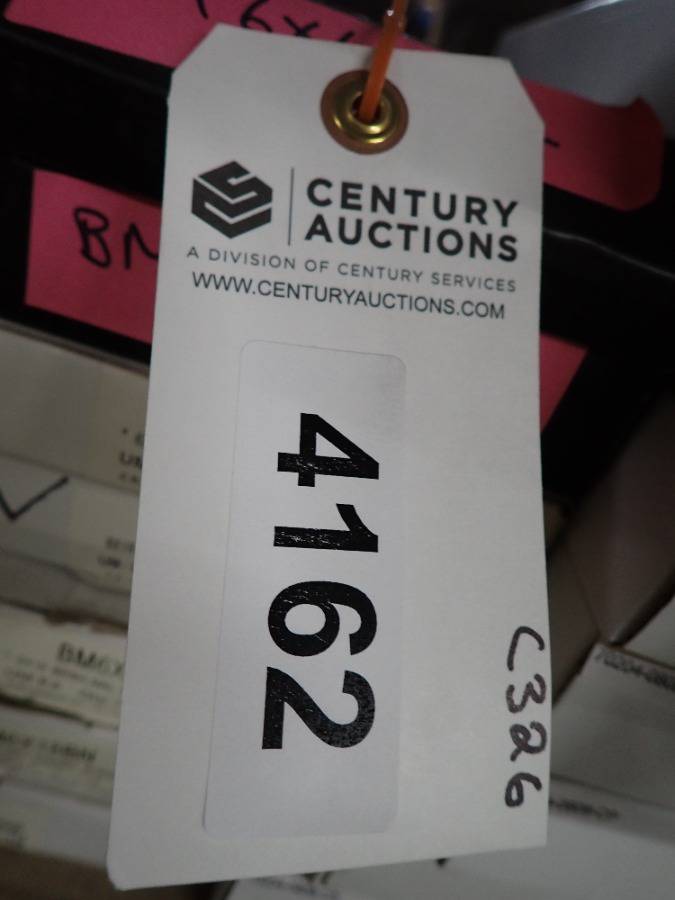 CENTURY
AUCTIONS
A DIVISION OF CENTURY SERVICES
WWW.CENTURYAUCTIONS.COM
4162
C326